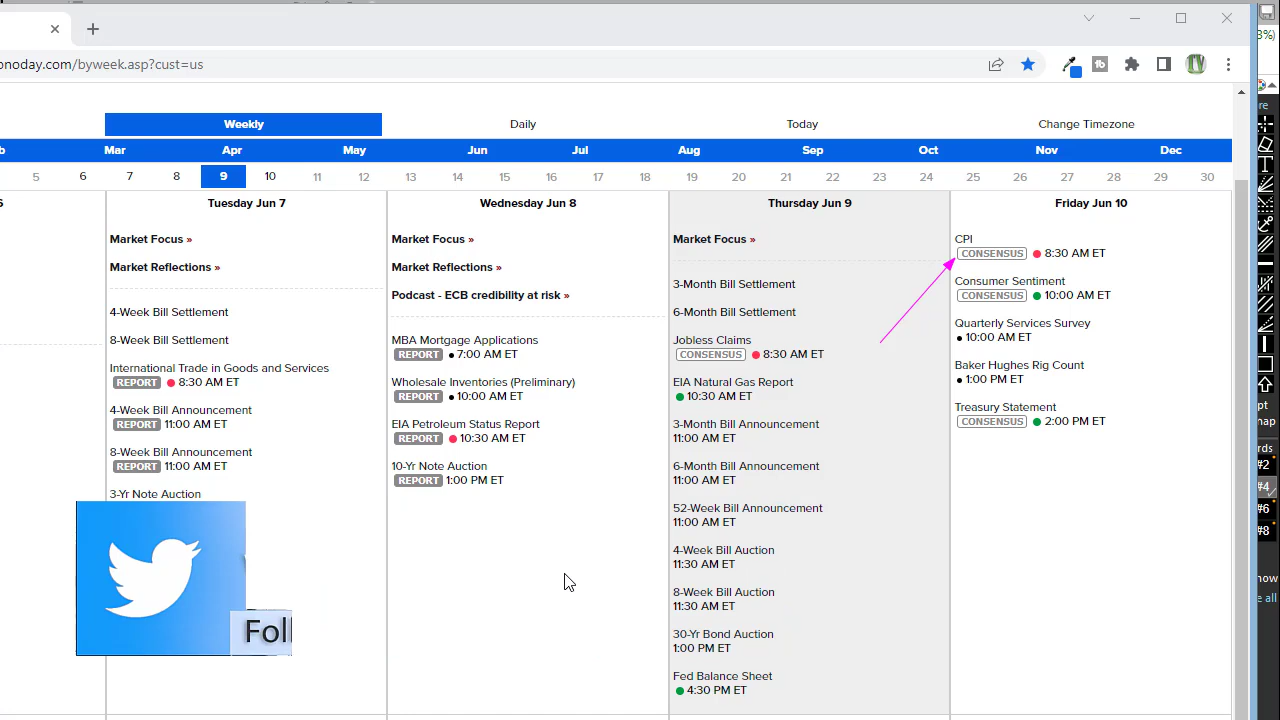 3%)
onoday.com/byweek.asp?cust=us
Weekly
Daily
Today
Change Timezone
b
Mar
Apr
May
Jun
Jul
Aug
Sep
Oct
Nov
Dec
5
6
7
8
9
10
11
12
13
14
15
16
17
18
19
20
21
22
23
24
25
26
27
28
29
30
6
Tuesday Jun 7
Market Focus »
Market Reflections »
4-Week Bill Settlement
8-Week Bill Settlement
International Trade in Goods and Services
REPORT 8:30 AM ET
4-Week Bill Announcement
REPORT 11:00 AM ET
8-Week Bill Announcement
REPORT 11:00 AM ET
3-Yr Note Auction
Wednesday Jun 8
Market Focus »
Market Reflections »
Podcast - ECB credibility at risk »
MBA Mortgage Applications
REPORT 7:00 AM ET
Wholesale Inventories (Preliminary)
REPORT 10:00 AM ET
EIA Petroleum Status Report
REPORT 10:30 AM ET
10-Yr Note Auction
REPORT 1:00 PM ET
Thursday Jun 9
Market Focus »
3-Month Bill Settlement
6-Month Bill Settlement
Jobless Claims
CONSENSUS 8:30 AM ET
EIA Natural Gas Report
10:30 AM ET
3-Month Bill Announcement
11:00 AM ET
6-Month Bill Announcement
11:00 AM ET
52-Week Bill Announcement
11:00 AM ET
4-Week Bill Auction
11:30 AM ET
8-Week Bill Auction
11:30 AM ET
30-Yr Bond Auction
1:00 PM ET
Fed Balance Sheet
4:30 PM ET
Friday Jun 10
CPI
CONSENSUS 8:30 AM ET
Consumer Sentiment
CONSENSUS 10:00 AM ET
Quarterly Services Survey
10:00 AM ET
Baker Hughes Rig Count
1:00 PM ET
Treasury Statement
CONSENSUS 2:00 PM ET
Fol
re
pt
map
rds
#2
#4
#6
#8
how
e all